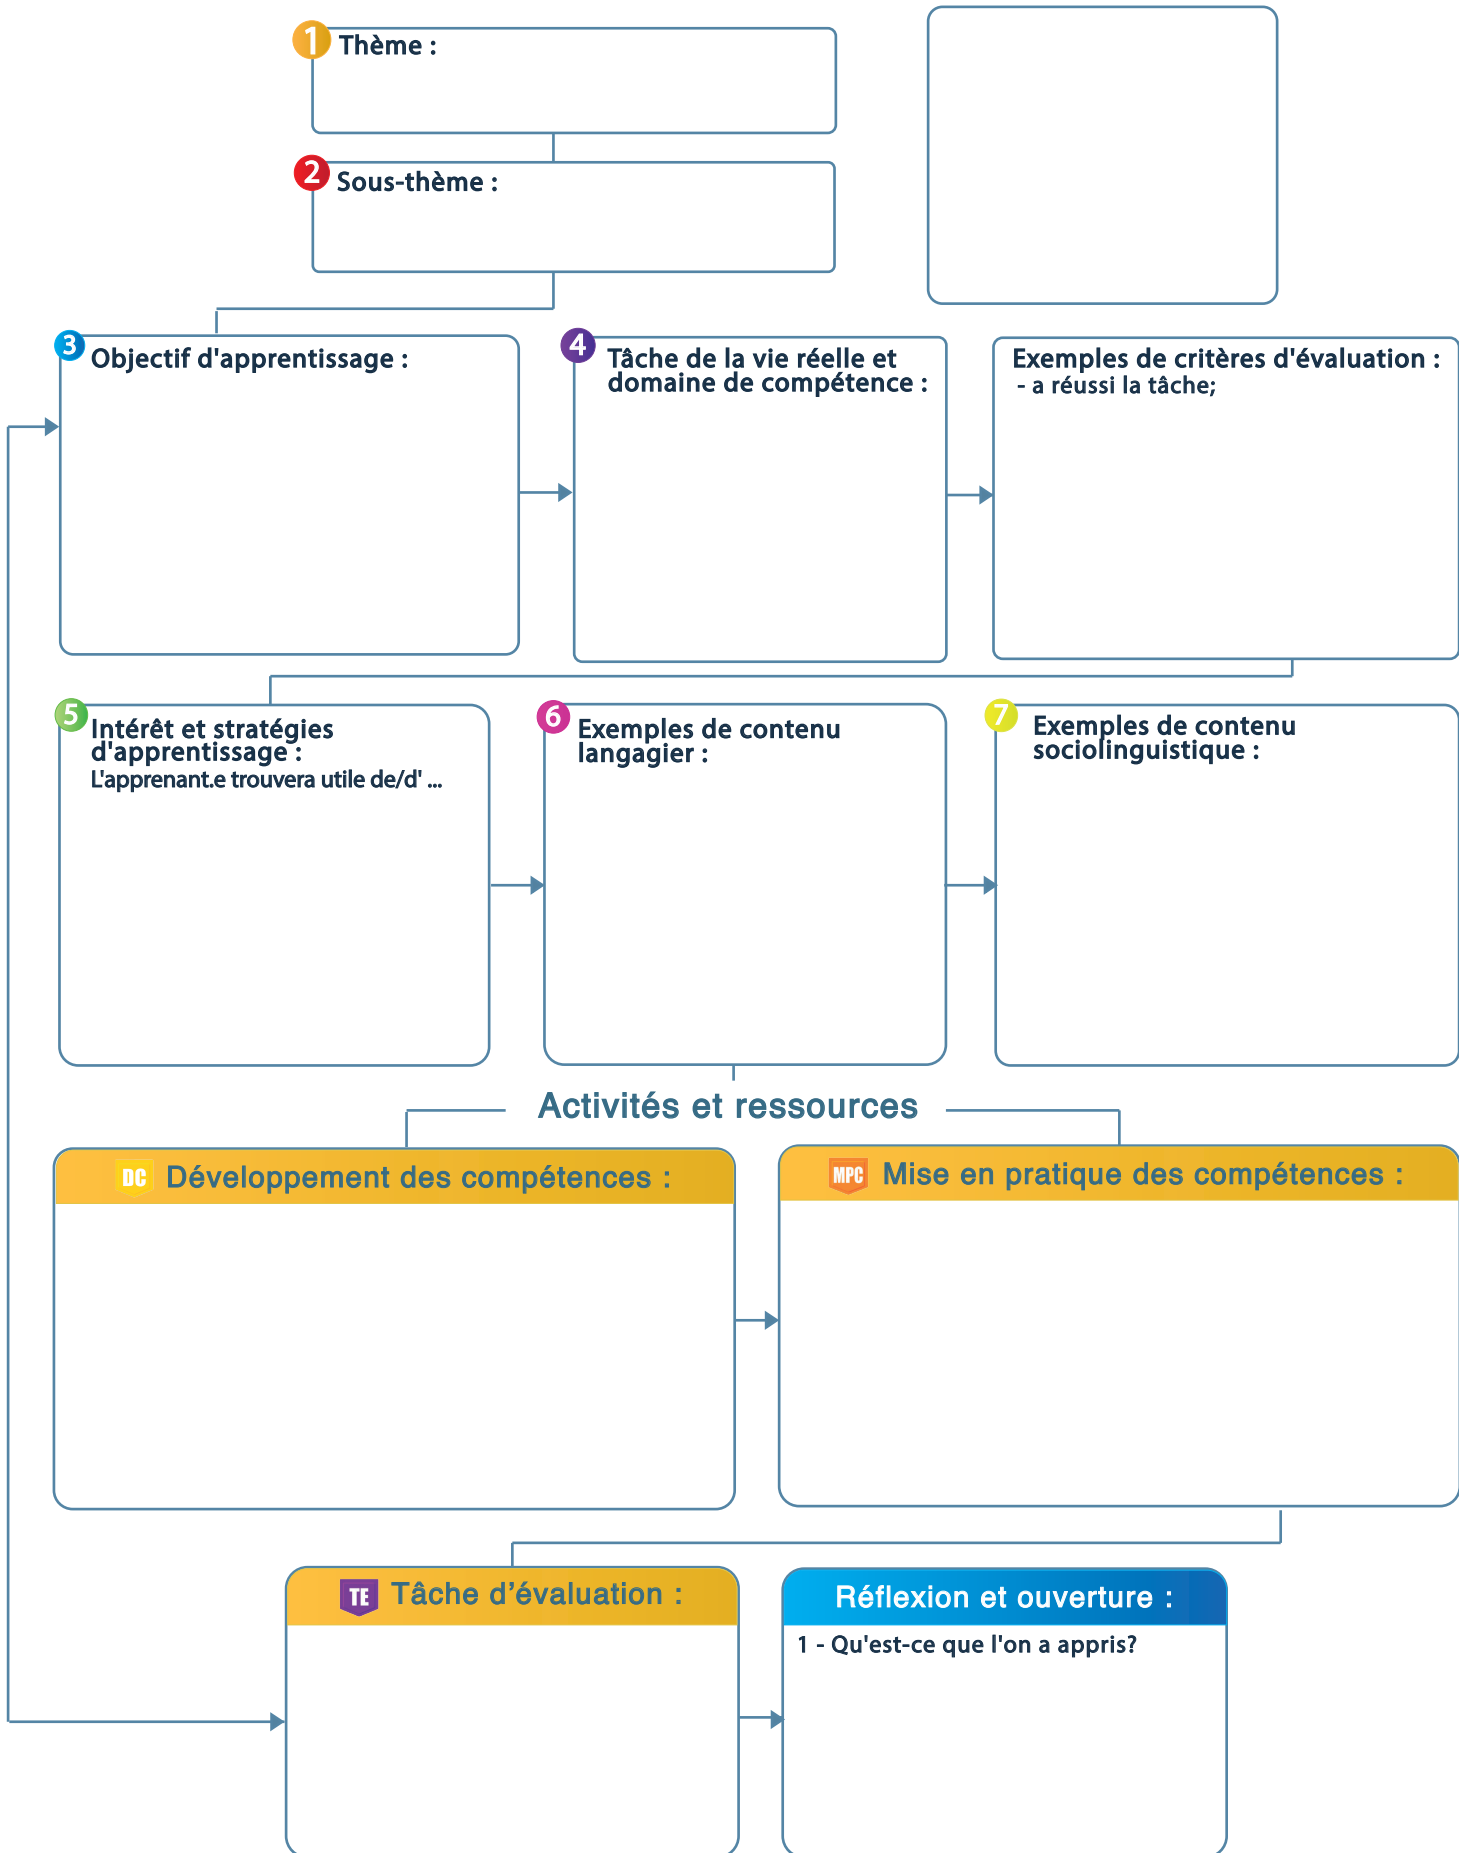 1 Thème :
2 Sous-thème :
3 Objectif d'apprentissage :
4 Tâche de la vie réelle et
domaine de compétence :
Exemples de critères d'évaluation :
- a réussi la tâche;
5 Intérêt et stratégies
d'apprentissage :
L'apprenant.e trouvera utile de/d' ...
6 Exemples de contenu
langagier :
7 Exemples de contenu
sociolinguistique :
Activités et ressources
DC Développement des compétences :
MPC Mise en pratique des compétences :
TE Tâche d’évaluation :
Réflexion et ouverture :
1 - Qu'est-ce que l'on a appris?